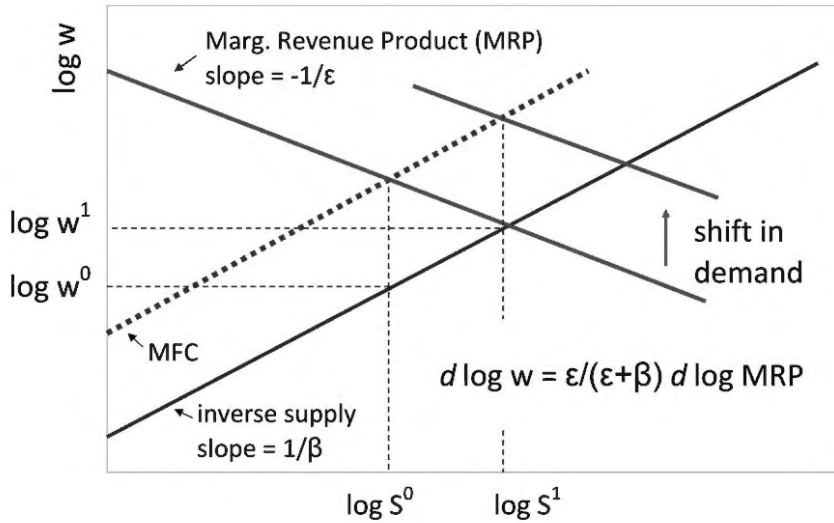 log w
Marg. Revenue Product (MRP)
slope = -1/ε
log w¹
log w⁰
shift in
demand
MFC
d log w = ε/(ε+β) d log MRP
inverse supply
slope = 1/β
log S⁰
log S¹